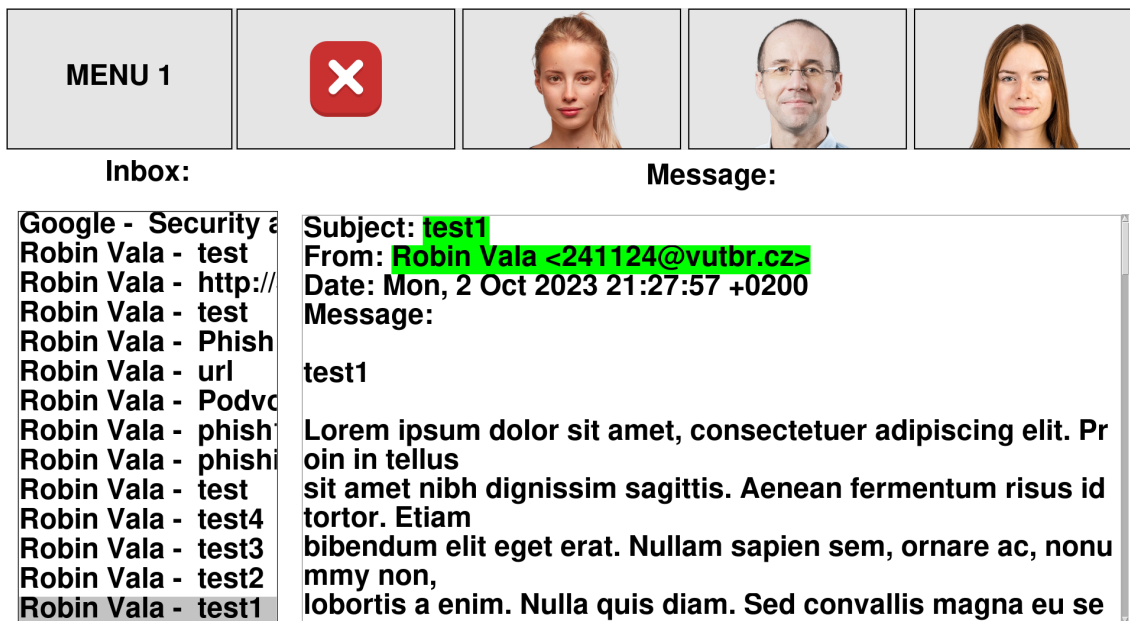 MENU 1
Inbox:
Google - Security
Robin Vala - test
Robin Vala - http://
Robin Vala - test
Robin Vala - Phish
Robin Vala - url
Robin Vala -
Robin Vala -
Robin Vala - phishi
Robin Vala - test
Robin Vala - test4
Robin Vala - test3
Robin Vala - test2
Robin Vala - test1
Message:
Subject: test1
From: Robin Vala <241124@vutbr.cz>
Date: Mon, 2 Oct 2023 21:27:57 +0200
Message:
test1
Lorem ipsum dolor sit amet, consectetuer adipiscing elit. Pr
oin in tellus
sit amet nibh dignissim sagittis. Aenean fermentum risus id
tortor. Etiam
bibendum elit eget erat. Nullam sapien sem, ornare ac, nonu
mmy non,
lobortis a enim. Nulla quis diam. Sed convallis magna eu se